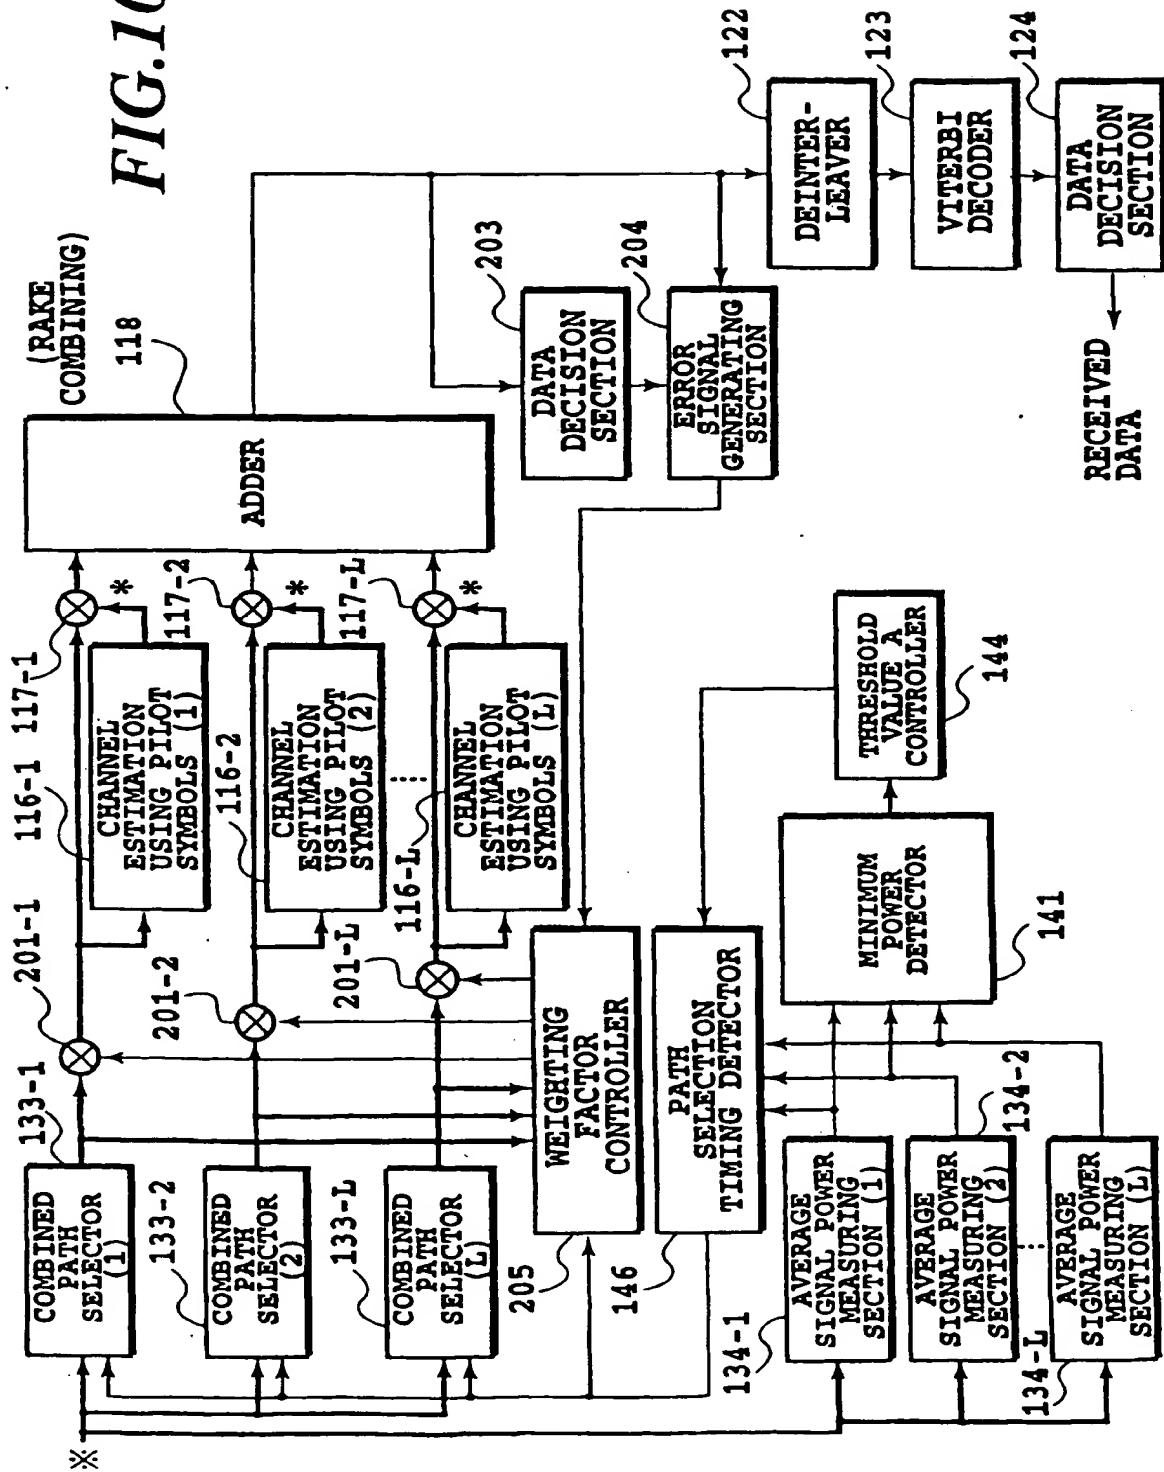 FIG.10
(RAKE
COMBINING)
118
ADDER
201-1
116-1
117-1
133-1
COMBINED
PATH
SELECTOR
(1)
CHANNEL
ESTIMATION
USING PILOT
SYMBOLS (1)
*
117-2
133-2
201-2
116-2
COMBINED
PATH
SELECTOR
(2)
CHANNEL
ESTIMATION
USING PILOT
SYMBOLS (2)
*
117-L
133-L
201-L
116-L
COMBINED
PATH
SELECTOR
(L)
CHANNEL
ESTIMATION
USING PILOT
SYMBOLS (L)
*
※
203
DATA
DECISION
SECTION
204
ERROR
SIGNAL
GENERATING
SECTION
122
DEINTER-
LEAVER
123
VITERBI
DECODER
124
DATA
DECISION
SECTION
RECEIVED
DATA
205
WEIGHTING
FACTOR
CONTROLLER
146
PATH
SELECTION
TIMING DETECTOR
144
THRESHOLD
VALUE A
CONTROLLER
141
MINIMUM
POWER
DETECTOR
134-1
AVERAGE
SIGNAL POWER
MEASURING
SECTION (1)
134-2
AVERAGE
SIGNAL POWER
MEASURING
SECTION (2)
134-L
AVERAGE
SIGNAL POWER
MEASURING
SECTION (L)